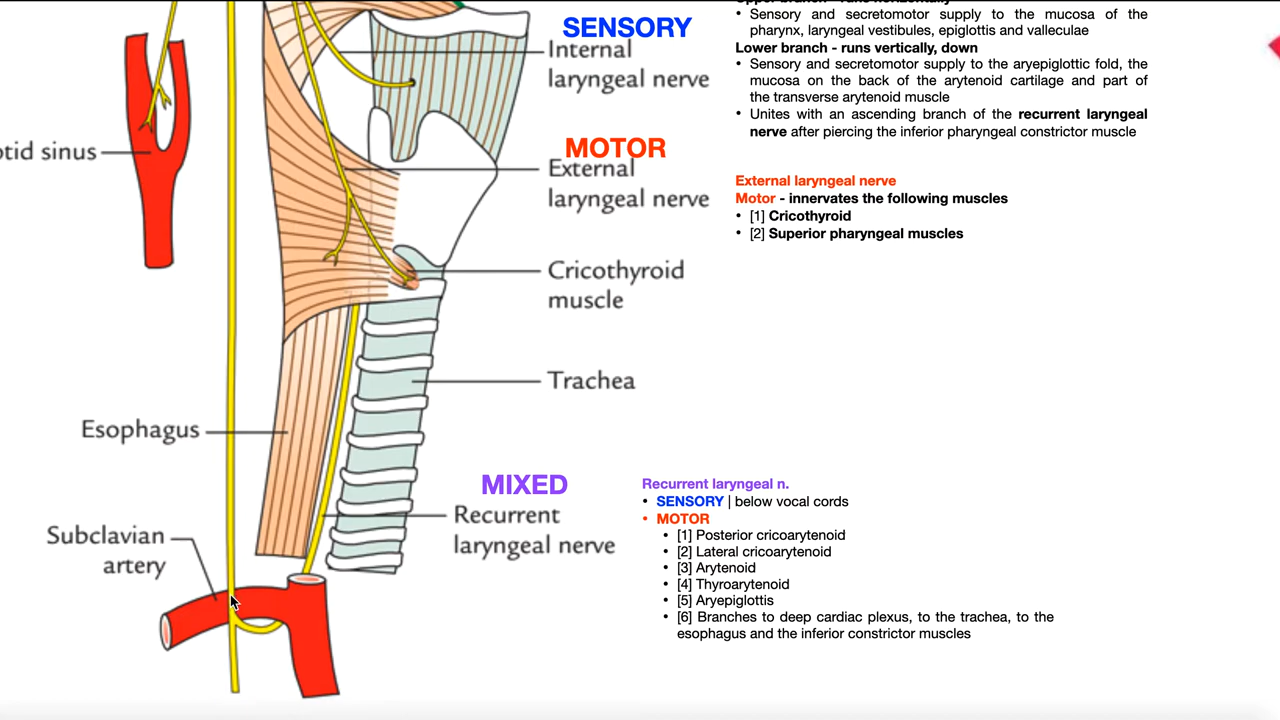 SENSORY
Internal
laryngeal nerve
MOTOR
External
laryngeal nerve
otid sinus
Cricothyroid
muscle
Trachea
Esophagus
MIXED
Recurrent
laryngeal nerve
Subclavian
artery
• Sensory and secretomotor supply to the mucosa of the
pharynx, laryngeal vestibules, epiglottis and valleculae
Lower branch - runs vertically, down
• Sensory and secretomotor supply to the aryepiglottic fold, the
mucosa on the back of the arytenoid cartilage and part of
the transverse arytenoid muscle
• Unites with an ascending branch of the recurrent laryngeal
nerve after piercing the inferior pharyngeal constrictor muscle
External laryngeal nerve
Motor - innervates the following muscles
• [1] Cricothyroid
• [2] Superior pharyngeal muscles
Recurrent laryngeal n.
• SENSORY | below vocal cords
• MOTOR
• [1] Posterior cricoarytenoid
• [2] Lateral cricoarytenoid
• [3] Arytenoid
• [4] Thyroarytenoid
• [5] Aryepiglottis
• [6] Branches to deep cardiac plexus, to the trachea, to the
esophagus and the inferior constrictor muscles